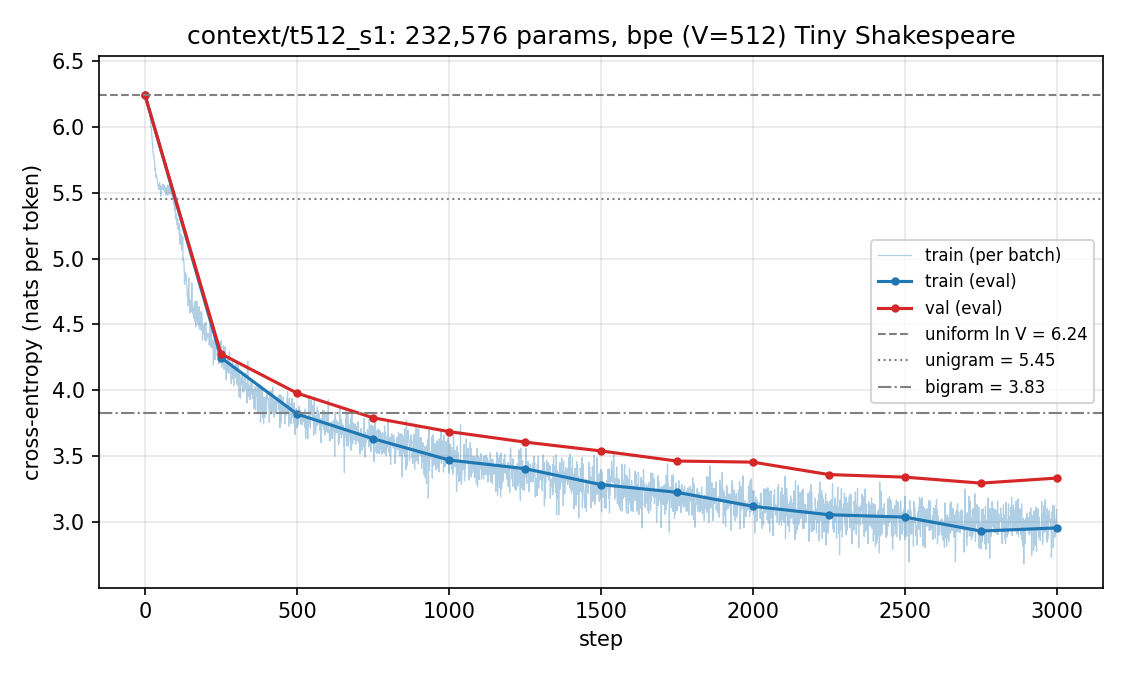 context/t512_s1: 232,576 params, bpe (V=512) Tiny Shakespeare
cross-entropy (nats per token)
6.5
6.0
5.5
5.0
4.5
4.0
3.5
3.0
train (per batch)
train (eval)
val (eval)
uniform ln V = 6.24
unigram = 5.45
bigram = 3.83
0 500 1000 1500 2000 2500 3000
step